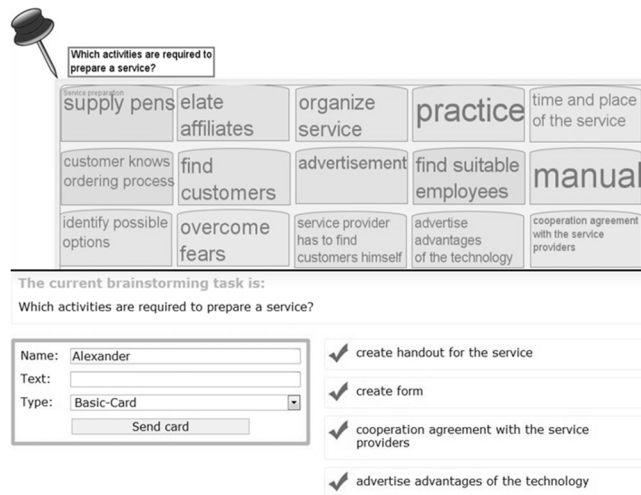 Which activities are required to
prepare a service?
Service preparation
supply pens
elate
affiliates
organize
service
practice
time and place
of the service
customer knows
ordering process
find
customers
advertisement
find suitable
employees
manual
identify possible
options
overcome
fears
service provider
has to find
customers himself
advertise
advantages
of the technology
cooperation agreement
with the service
providers
The current brainstorming task is:
Which activities are required to prepare a service?
Name: Alexander
Text:
Type: Basic-Card
Send card
create handout for the service
create form
cooperation agreement with the service
providers
advertise advantages of the technology